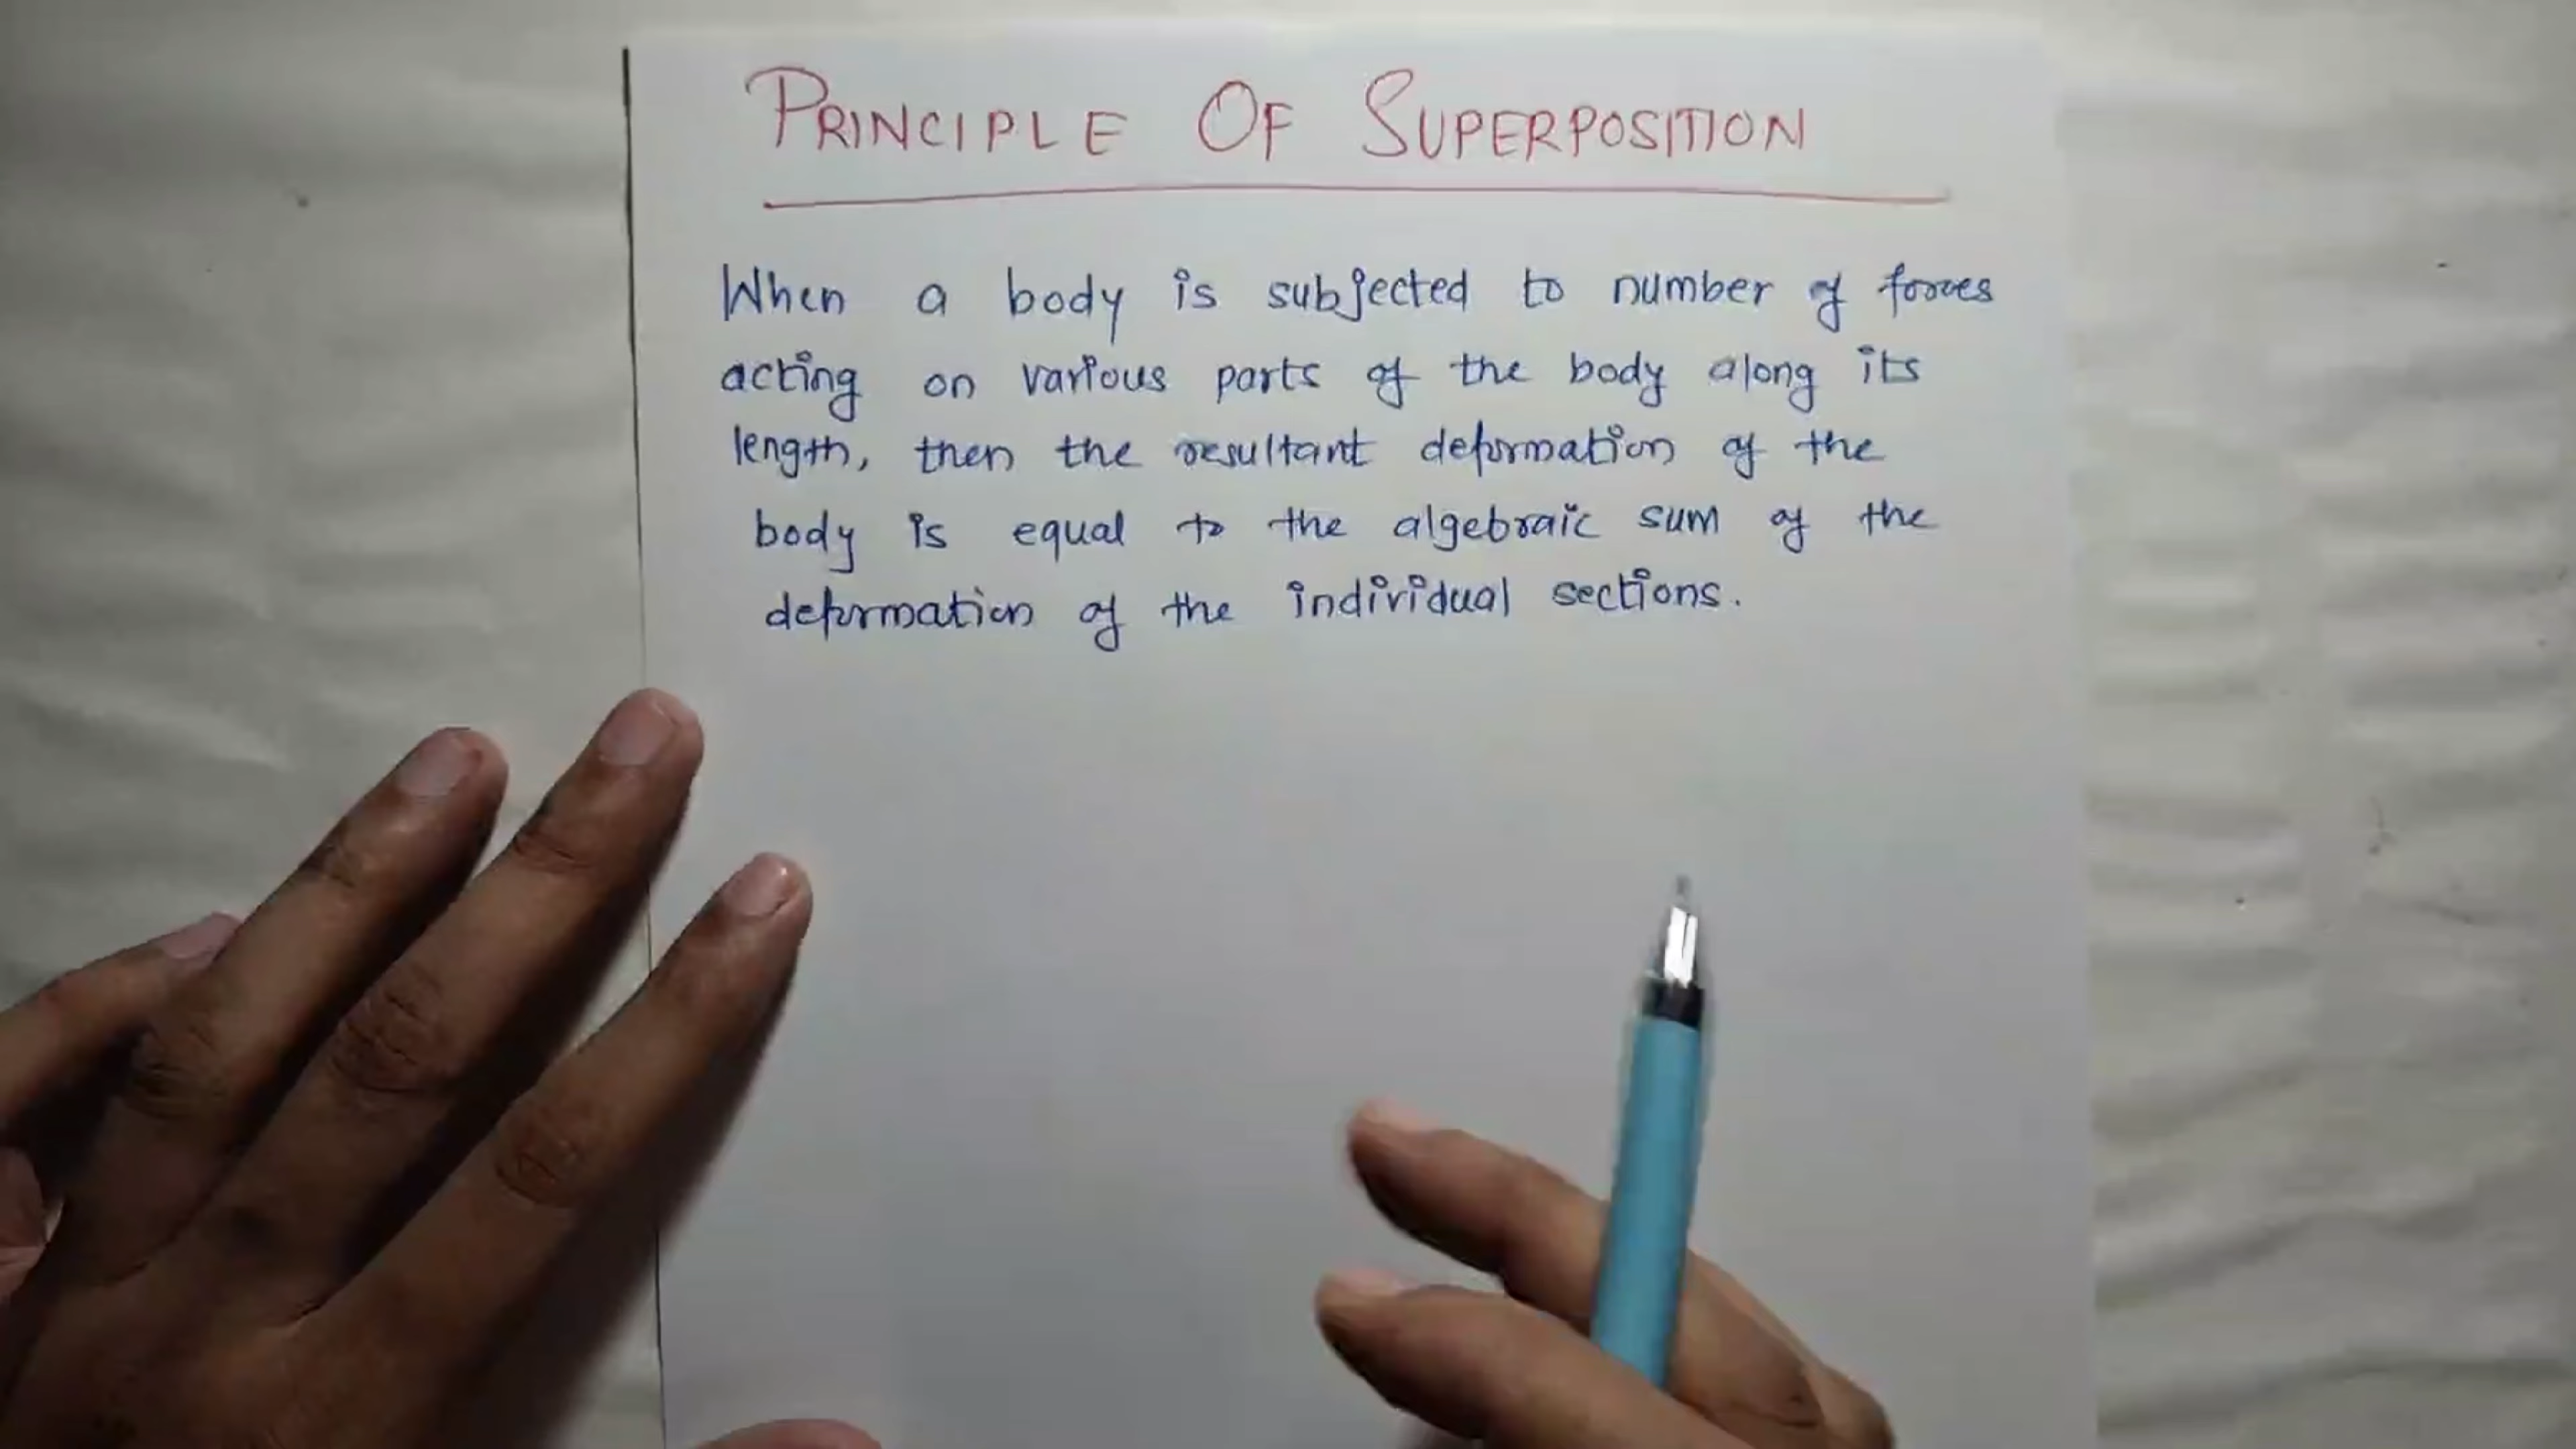 PRINCIPLE OF SUPERPOSITION
When a body is subjected to number of forces
acting on various parts of the body along its
length, then the resultant deformation of the
body is equal to the algebraic sum of the
deformation of the individual sections.